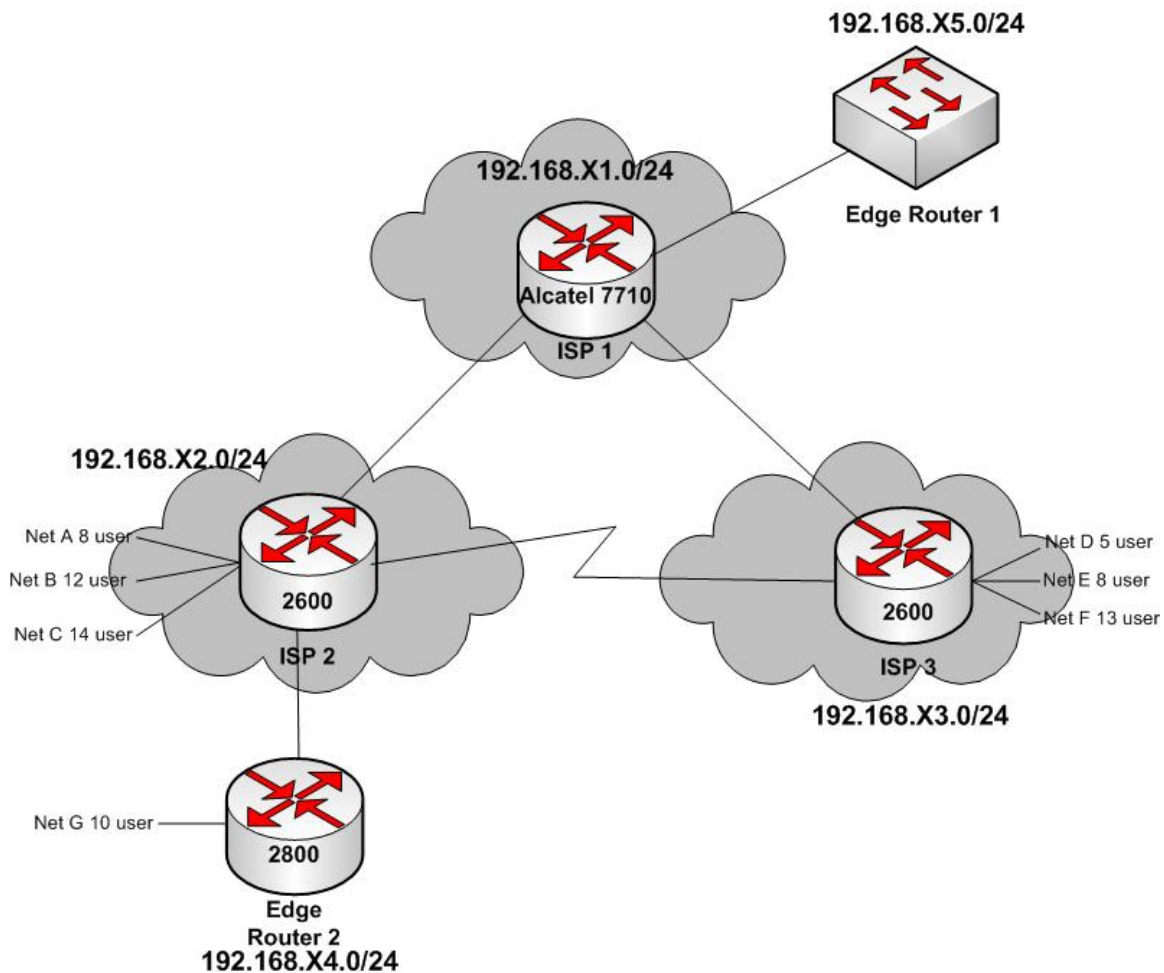 192.168.X5.0/24
Edge Router 1
192.168.X1.0/24
Alcatel 7710
ISP 1
192.168.X2.0/24
Net A 8 user
Net B 12 user
Net C 14 user
2600
ISP 2
Net D 5 user
Net E 8 user
Net F 13 user
2600
ISP 3
192.168.X3.0/24
Net G 10 user
2800
Edge
Router 2
192.168.X4.0/24